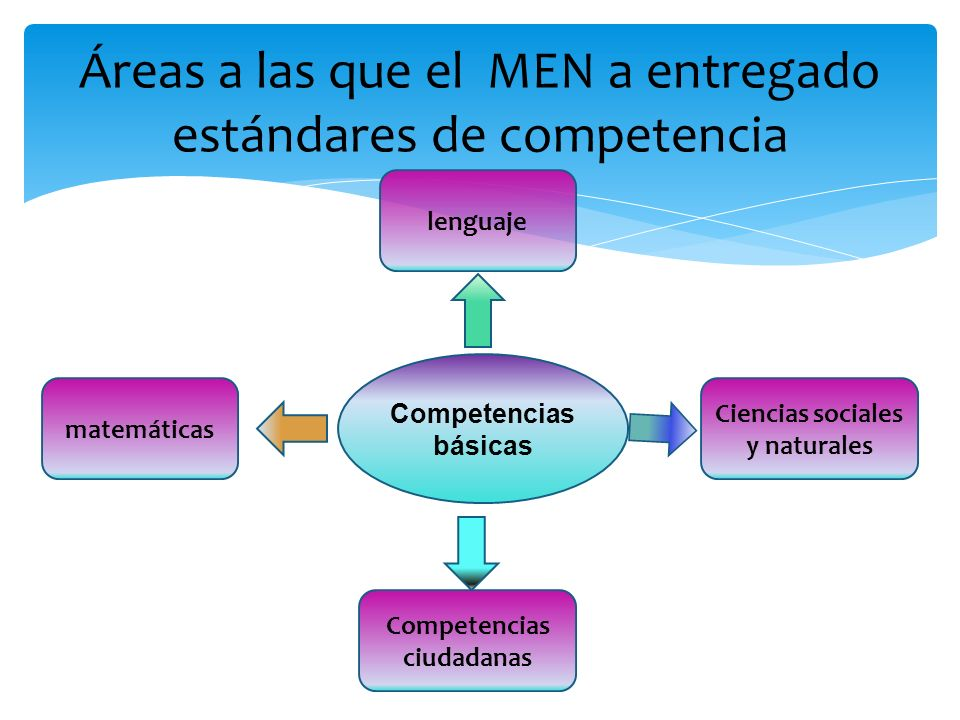 Áreas a las que el MEN a entregado
estándares de competencia
lenguaje
matemáticas
Competencias
básicas
Ciencias sociales
y naturales
Competencias
ciudadanas